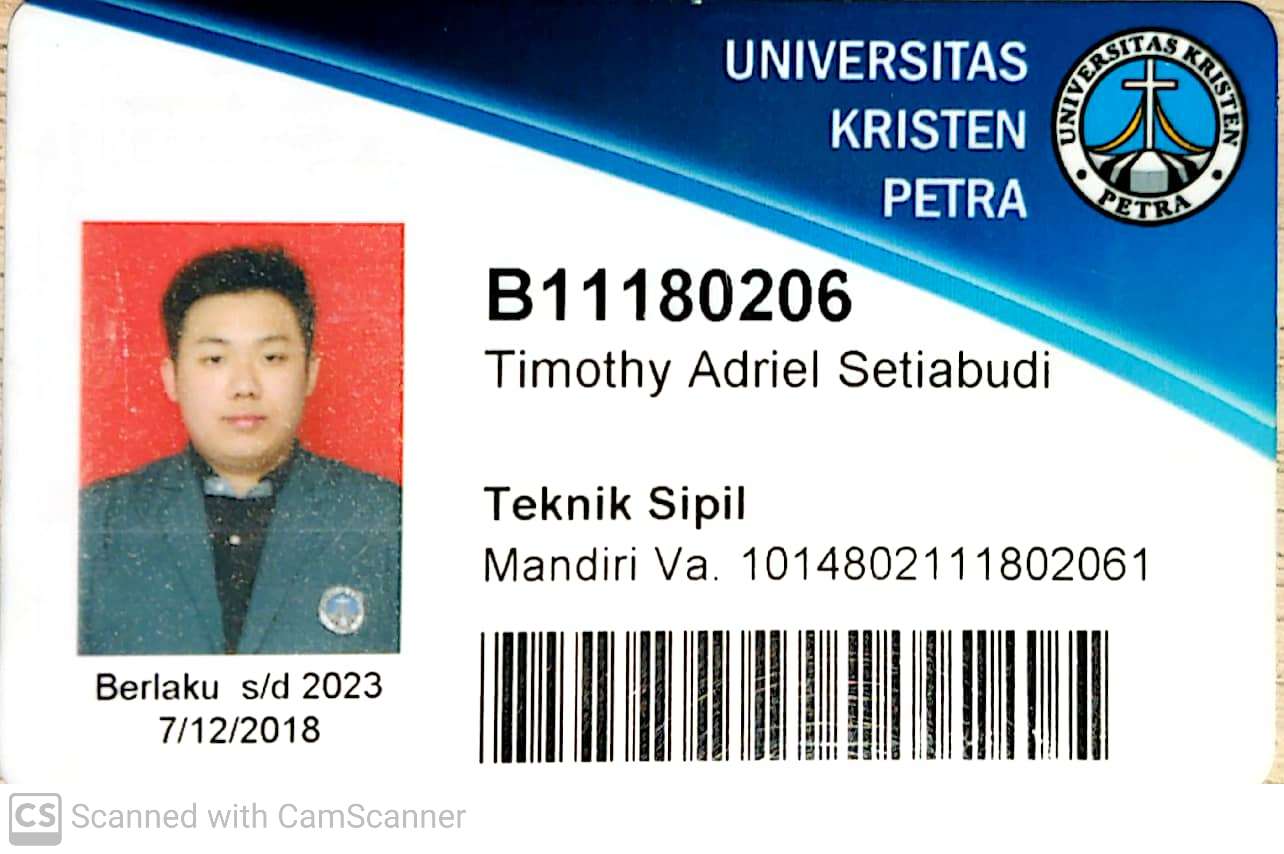 UNIVERSITAS
KRISTEN
PETRA
UNIVERSITAS KRISTEN
PETRA
B11180206
Timothy Adriel Setiabudi
Teknik Sipil
Mandiri Va. 1014802111802061
Berlaku s/d 2023
7/12/2018
CS Scanned with CamScanner